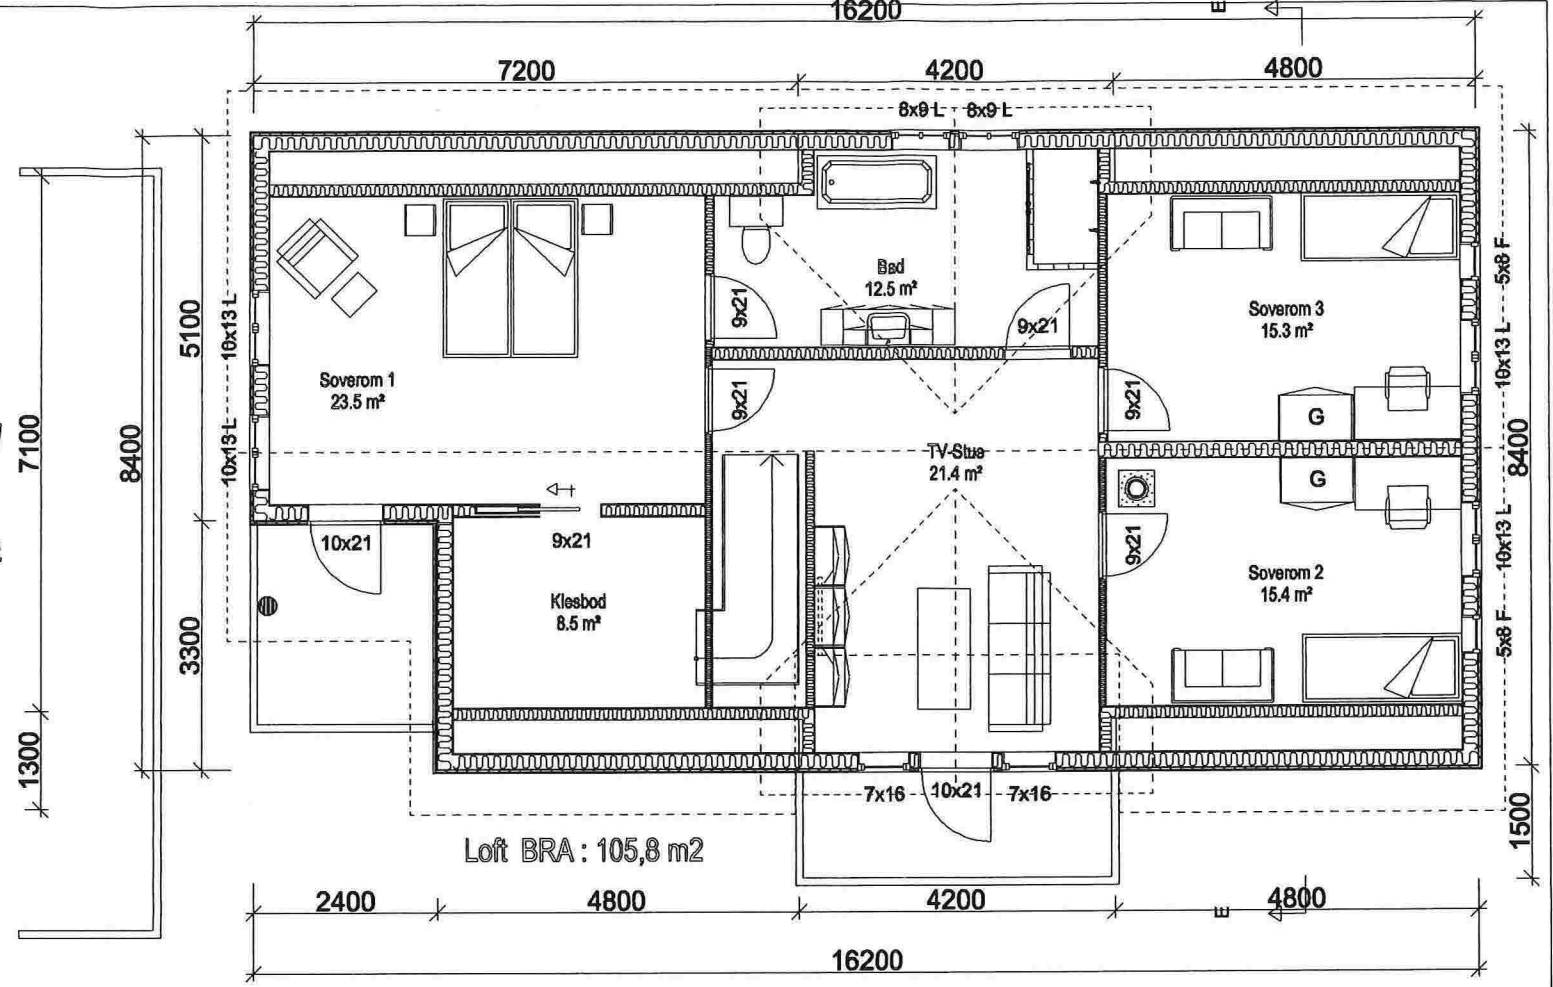 16200
E
7200
4200
4800
8x9 L
8x9 L
5100
3300
8400
7100
1300
10x13 L
10x13 L
Bad
12.5 m²
9x21
9x21
Soverom 1
23.5 m²
9x21
Soverom 3
15.3 m²
9x21
G
5x8 F
10x13 L
TV-Stue
21.4 m²
G
10x21
9x21
Klesbod
8.5 m²
9x21
Soverom 2
15.4 m²
10x13 L
5x8 F
8400
1500
7x16
10x21
7x16
Loft BRA : 105,8 m2
2400
4800
4200
4800
E
16200